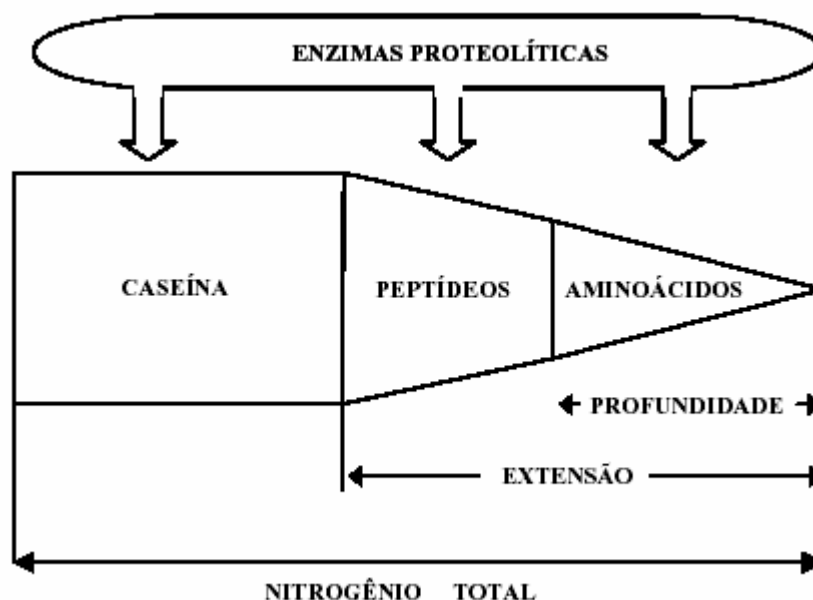 ENZIMAS PROTEOLÍTICAS
CASEÍNA
PEPTÍDEOS
AMINOÁCIDOS
PROFUNDIDADE
EXTENSÃO
NITROGÊNIO TOTAL